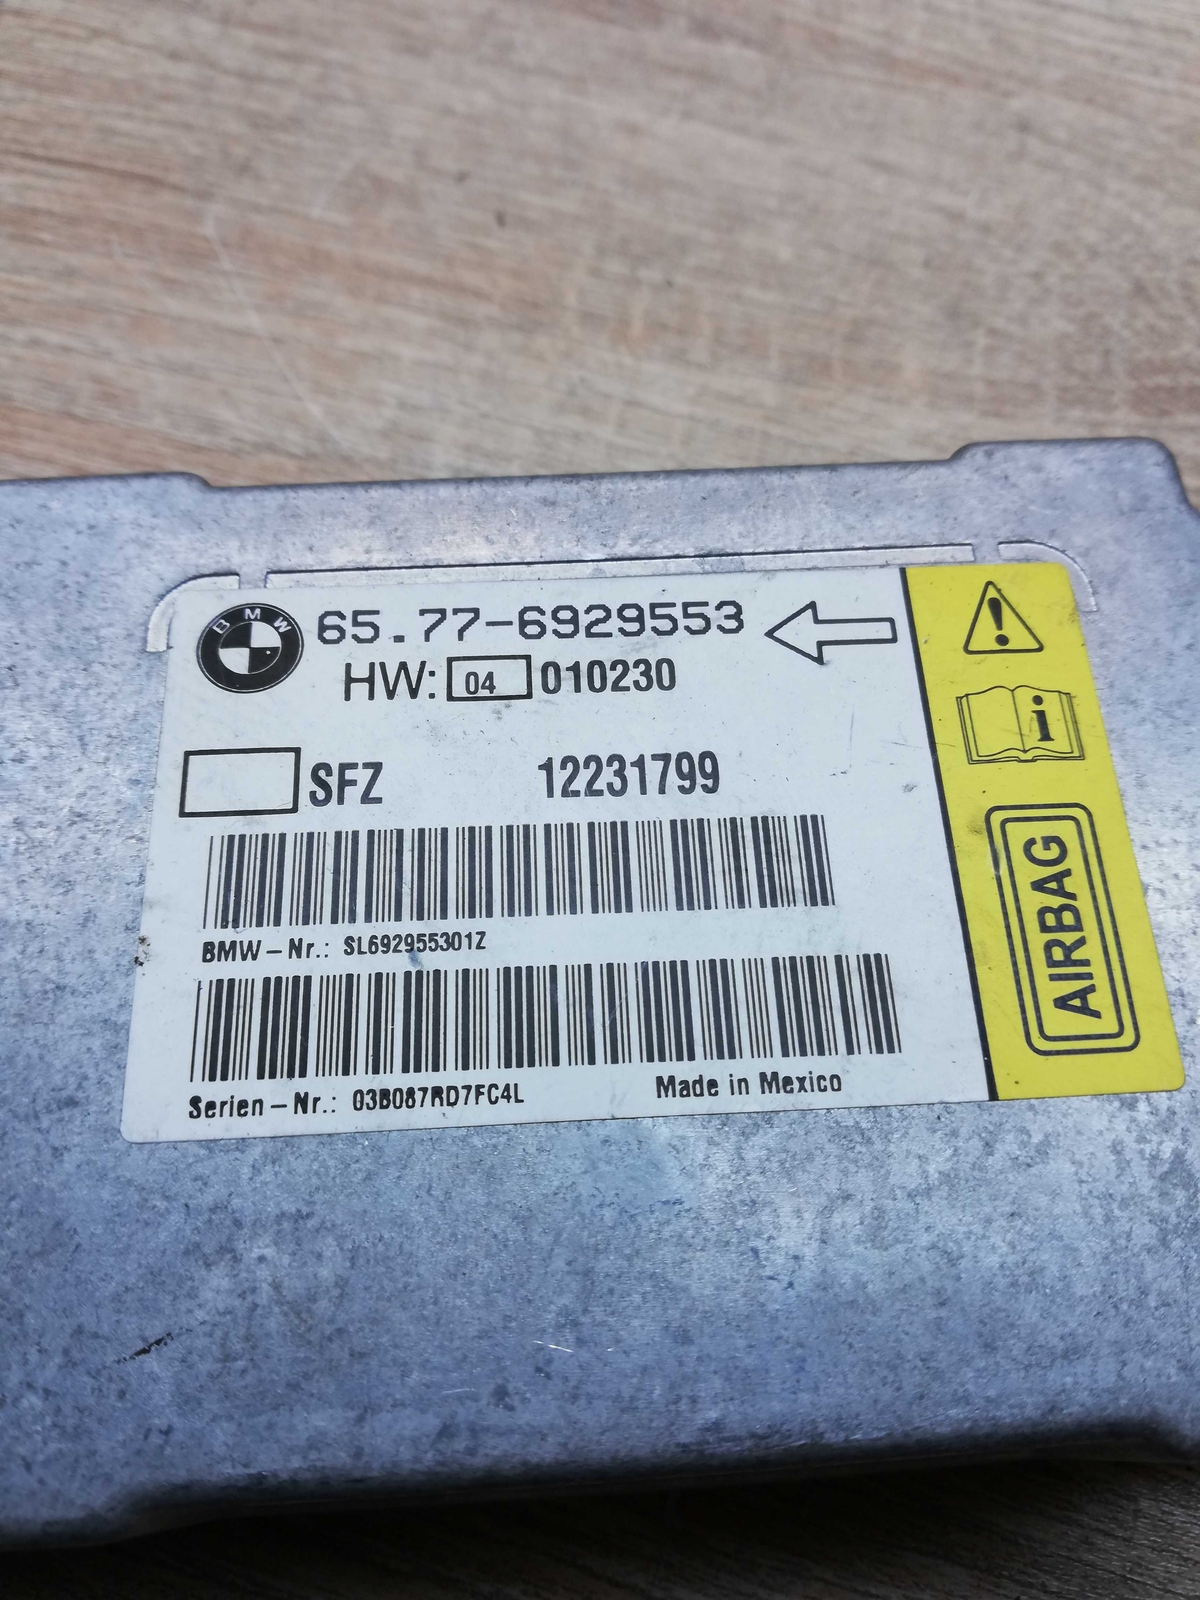 BMW
65.77-6929553
HW: 04 010230
SFZ 12231799
BMW-Nr.: SL692955301Z
Serien-Nr.: 03B087RD7FC4L
Made in Mexico
i
AIRBAG